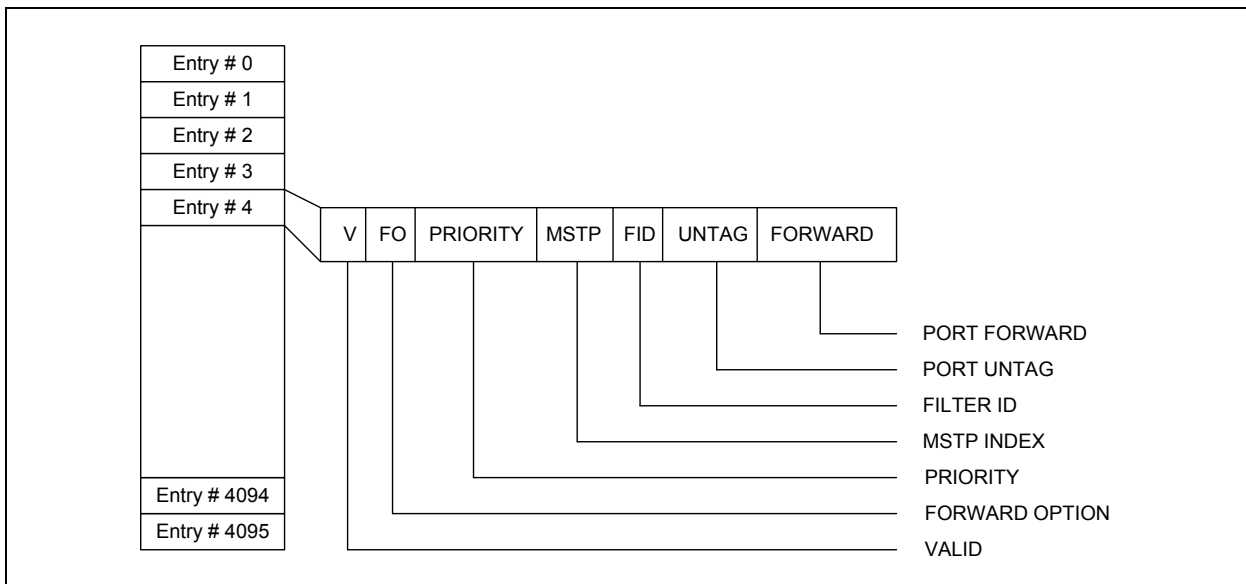 Entry # 0
Entry # 1
Entry # 2
Entry # 3
Entry # 4
V FO PRIORITY MSTP FID UNTAG FORWARD
PORT FORWARD
PORT UNTAG
FILTER ID
MSTP INDEX
PRIORITY
FORWARD OPTION
VALID
Entry # 4094
Entry # 4095